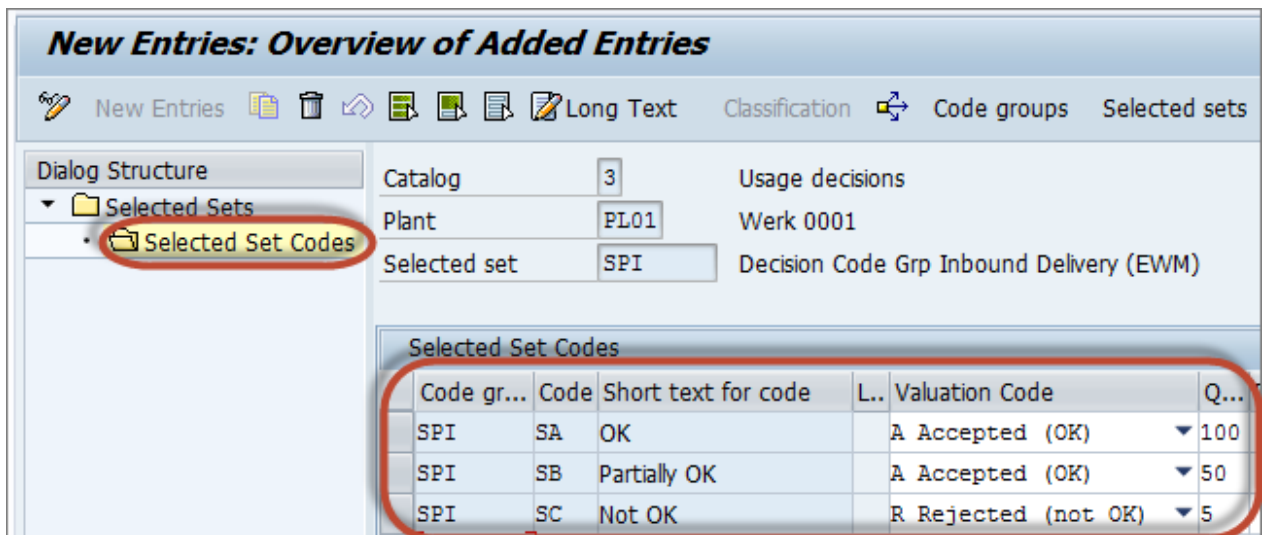 New Entries: Overview of Added Entries
New Entries Long Text Classification Code groups Selected sets
Dialog Structure
Selected Sets
Selected Set Codes
Catalog 3 Usage decisions
Plant PL01 Werk 0001
Selected set SPI Decision Code Grp Inbound Delivery (EWM)
Selected Set Codes
Code gr... Code Short text for code L.. Valuation Code Q...
SPI SA OK A Accepted (OK) 100
SPI SB Partially OK A Accepted (OK) 50
SPI SC Not OK R Rejected (not OK) 5